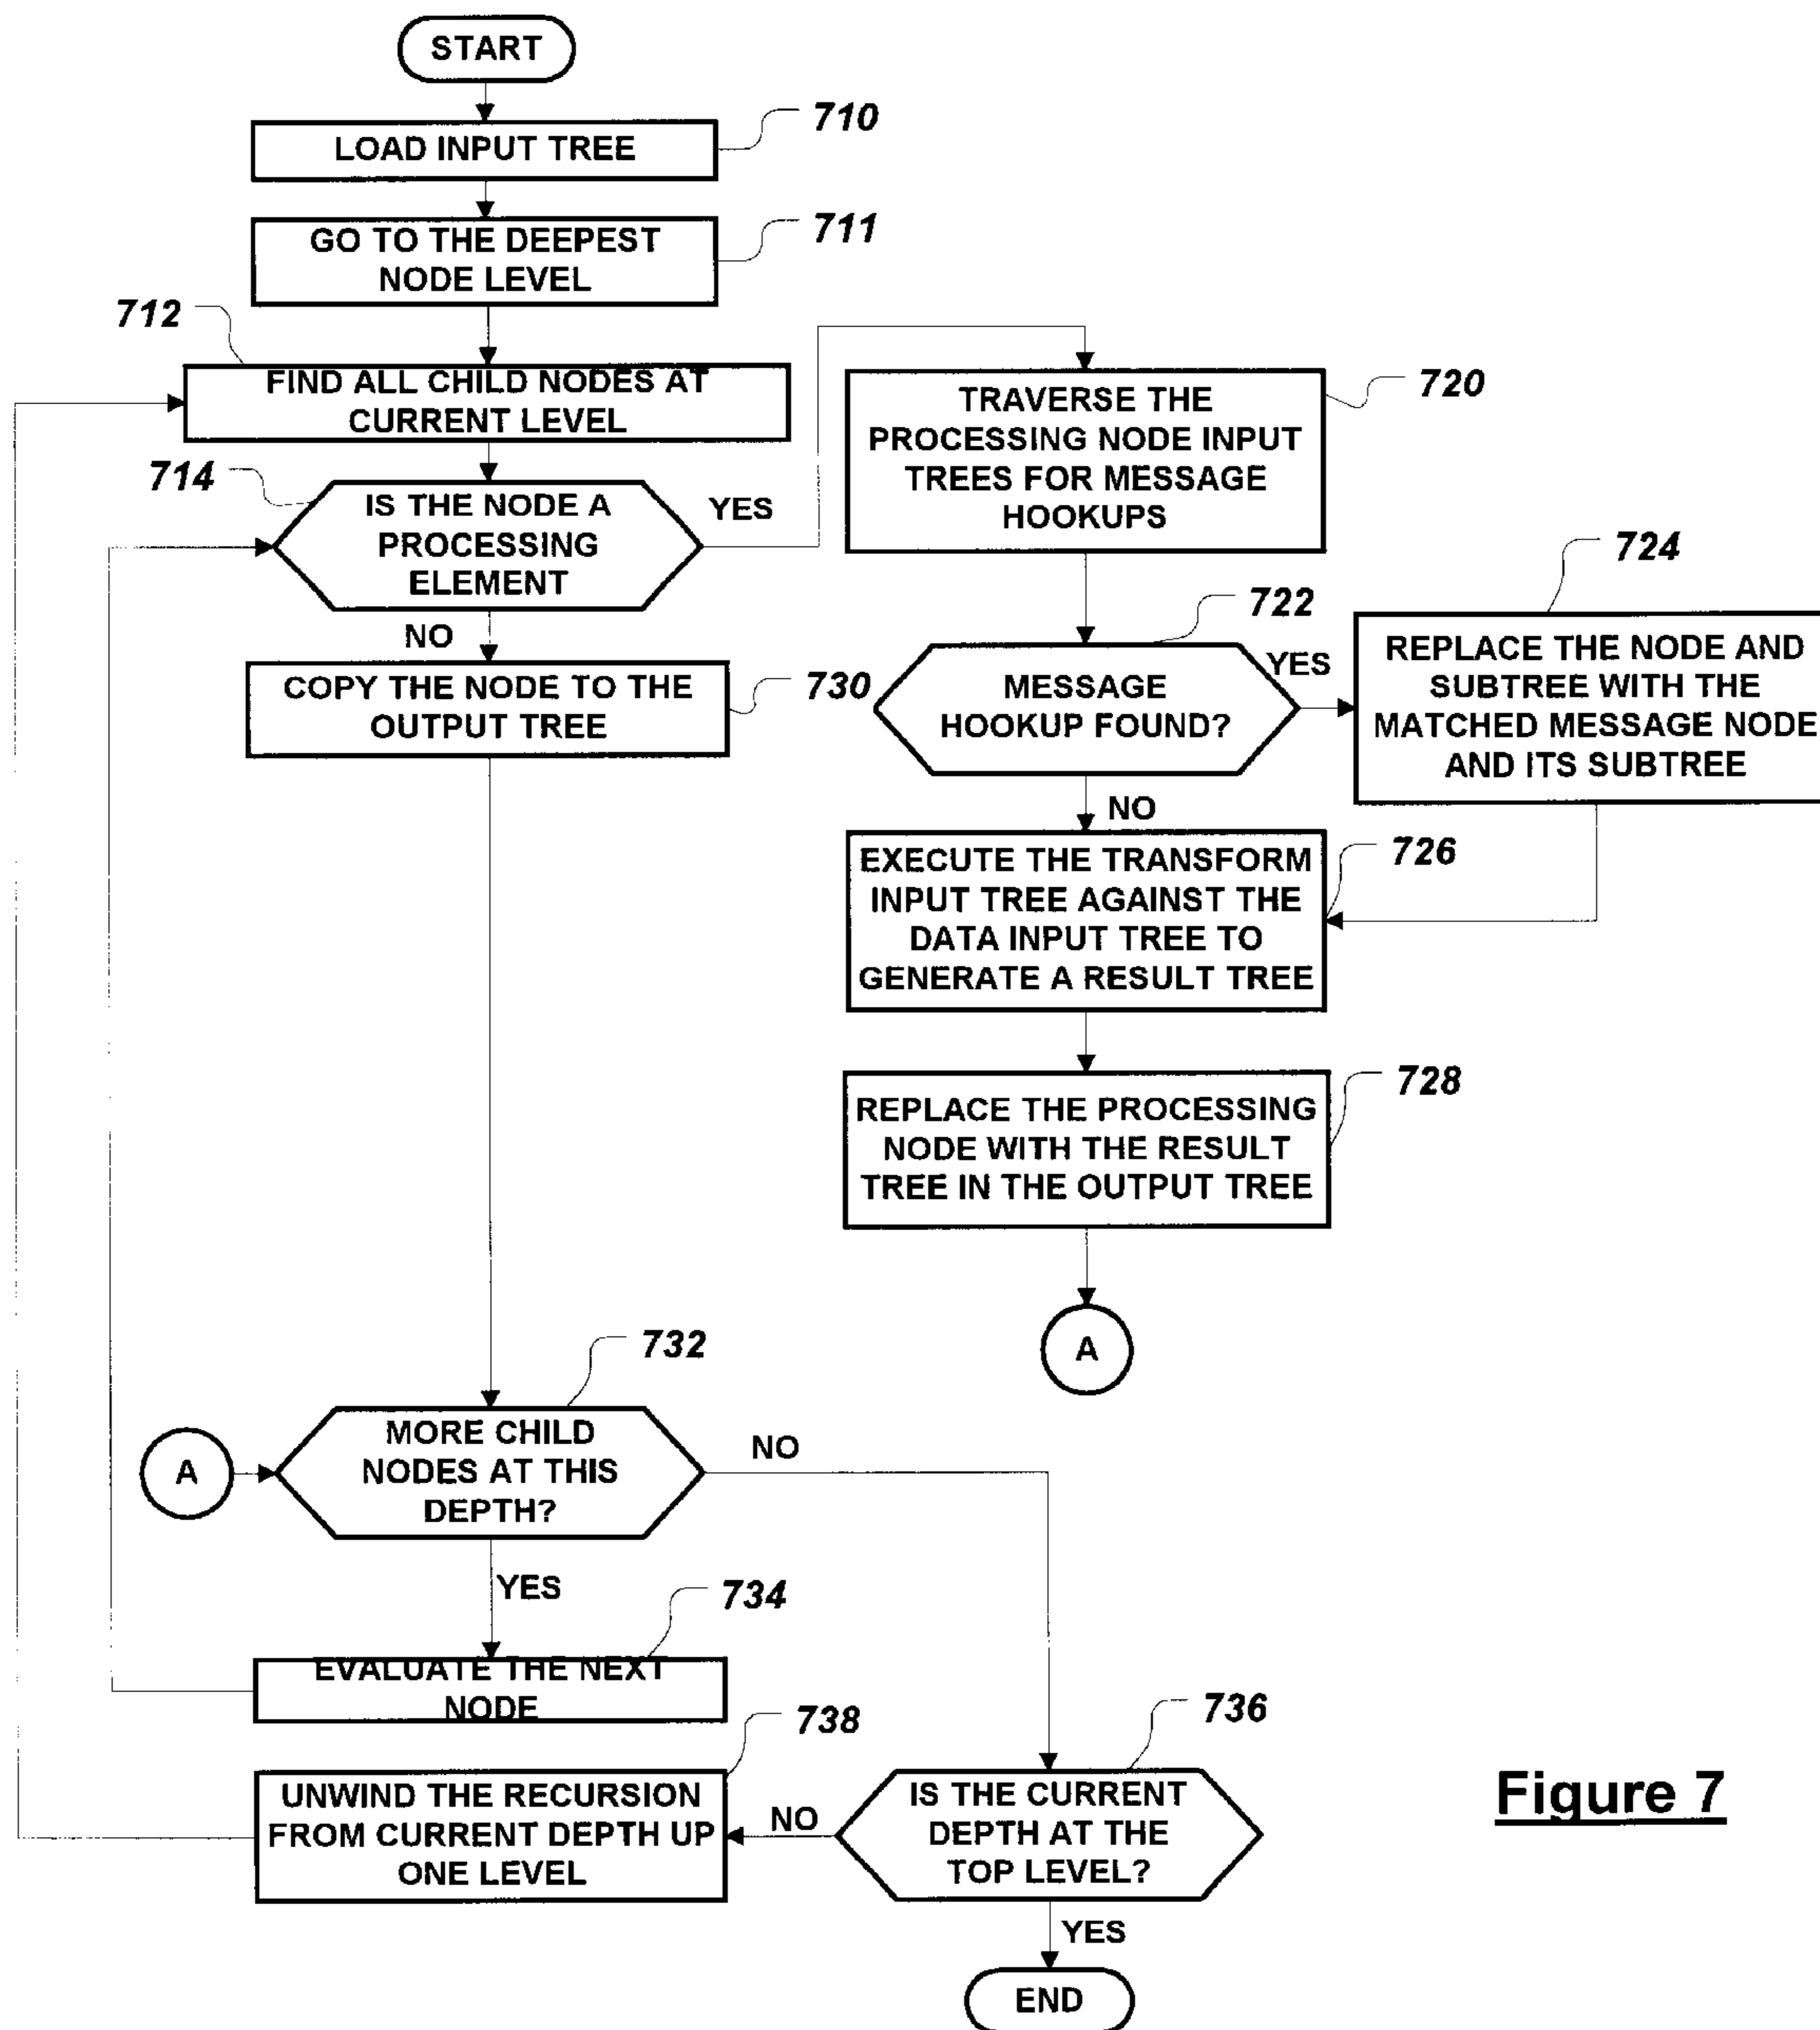 START
LOAD INPUT TREE
710
GO TO THE DEEPEST
NODE LEVEL
711
712
FIND ALL CHILD NODES AT
CURRENT LEVEL
714
IS THE NODE A
PROCESSING
ELEMENT
YES
NO
TRAVERSE THE
PROCESSING NODE INPUT
TREES FOR MESSAGE
HOOKUPS
720
COPY THE NODE TO THE
OUTPUT TREE
730
722
MESSAGE
HOOKUP FOUND?
YES
NO
724
REPLACE THE NODE AND
SUBTREE WITH THE
MATCHED MESSAGE NODE
AND ITS SUBTREE
EXECUTE THE TRANSFORM
INPUT TREE AGAINST THE
DATA INPUT TREE TO
GENERATE A RESULT TREE
726
REPLACE THE PROCESSING
NODE WITH THE RESULT
TREE IN THE OUTPUT TREE
728
A
732
A
MORE CHILD
NODES AT THIS
DEPTH?
NO
YES
734
EVALUATE THE NEXT
NODE
738
UNWIND THE RECURSION
FROM CURRENT DEPTH UP
ONE LEVEL
NO
736
IS THE CURRENT
DEPTH AT THE
TOP LEVEL?
YES
END
Figure 7